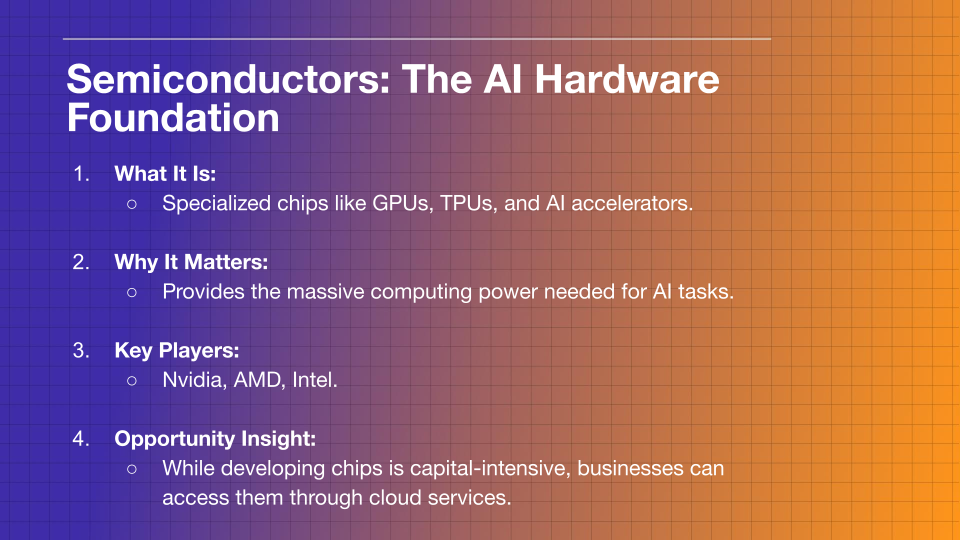 Semiconductors: The AI Hardware
Foundation
1. What It Is:
○ Specialized chips like GPUs, TPUs, and AI accelerators.
2. Why It Matters:
○ Provides the massive computing power needed for AI tasks.
3. Key Players:
○ Nvidia, AMD, Intel.
4. Opportunity Insight:
○ While developing chips is capital-intensive, businesses can
access them through cloud services.